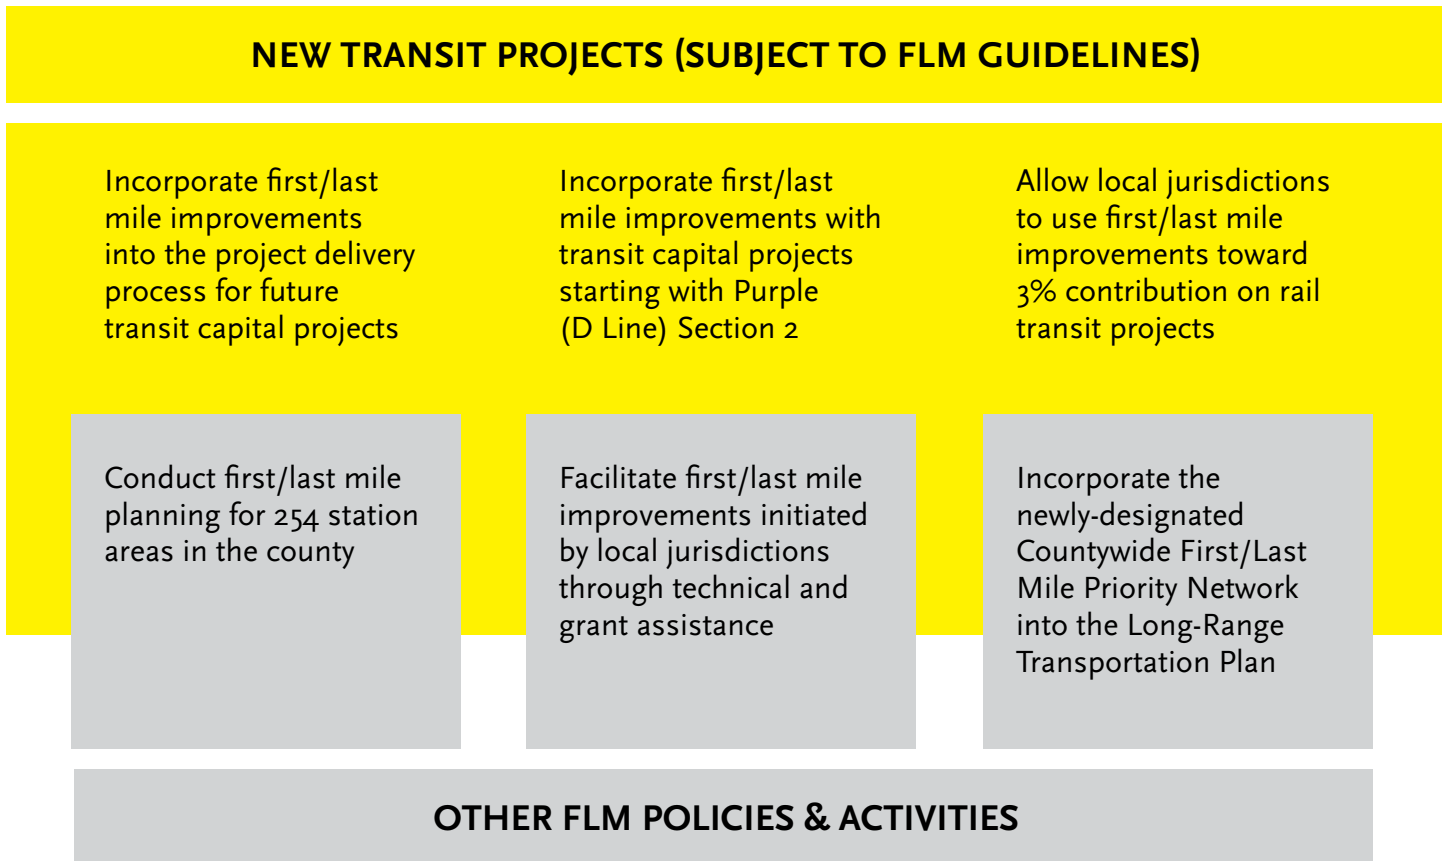 NEW TRANSIT PROJECTS (SUBJECT TO FLM GUIDELINES)
Incorporate first/last
mile improvements
into the project delivery
process for future
transit capital projects
Incorporate first/last
mile improvements with
transit capital projects
starting with Purple
(D Line) Section 2
Allow local jurisdictions
to use first/last mile
improvements toward
3% contribution on rail
transit projects
Conduct first/last mile
planning for 254 station
areas in the county
Facilitate first/last mile
improvements initiated
by local jurisdictions
through technical and
grant assistance
Incorporate the
newly-designated
Countywide First/Last
Mile Priority Network
into the Long-Range
Transportation Plan
OTHER FLM POLICIES & ACTIVITIES